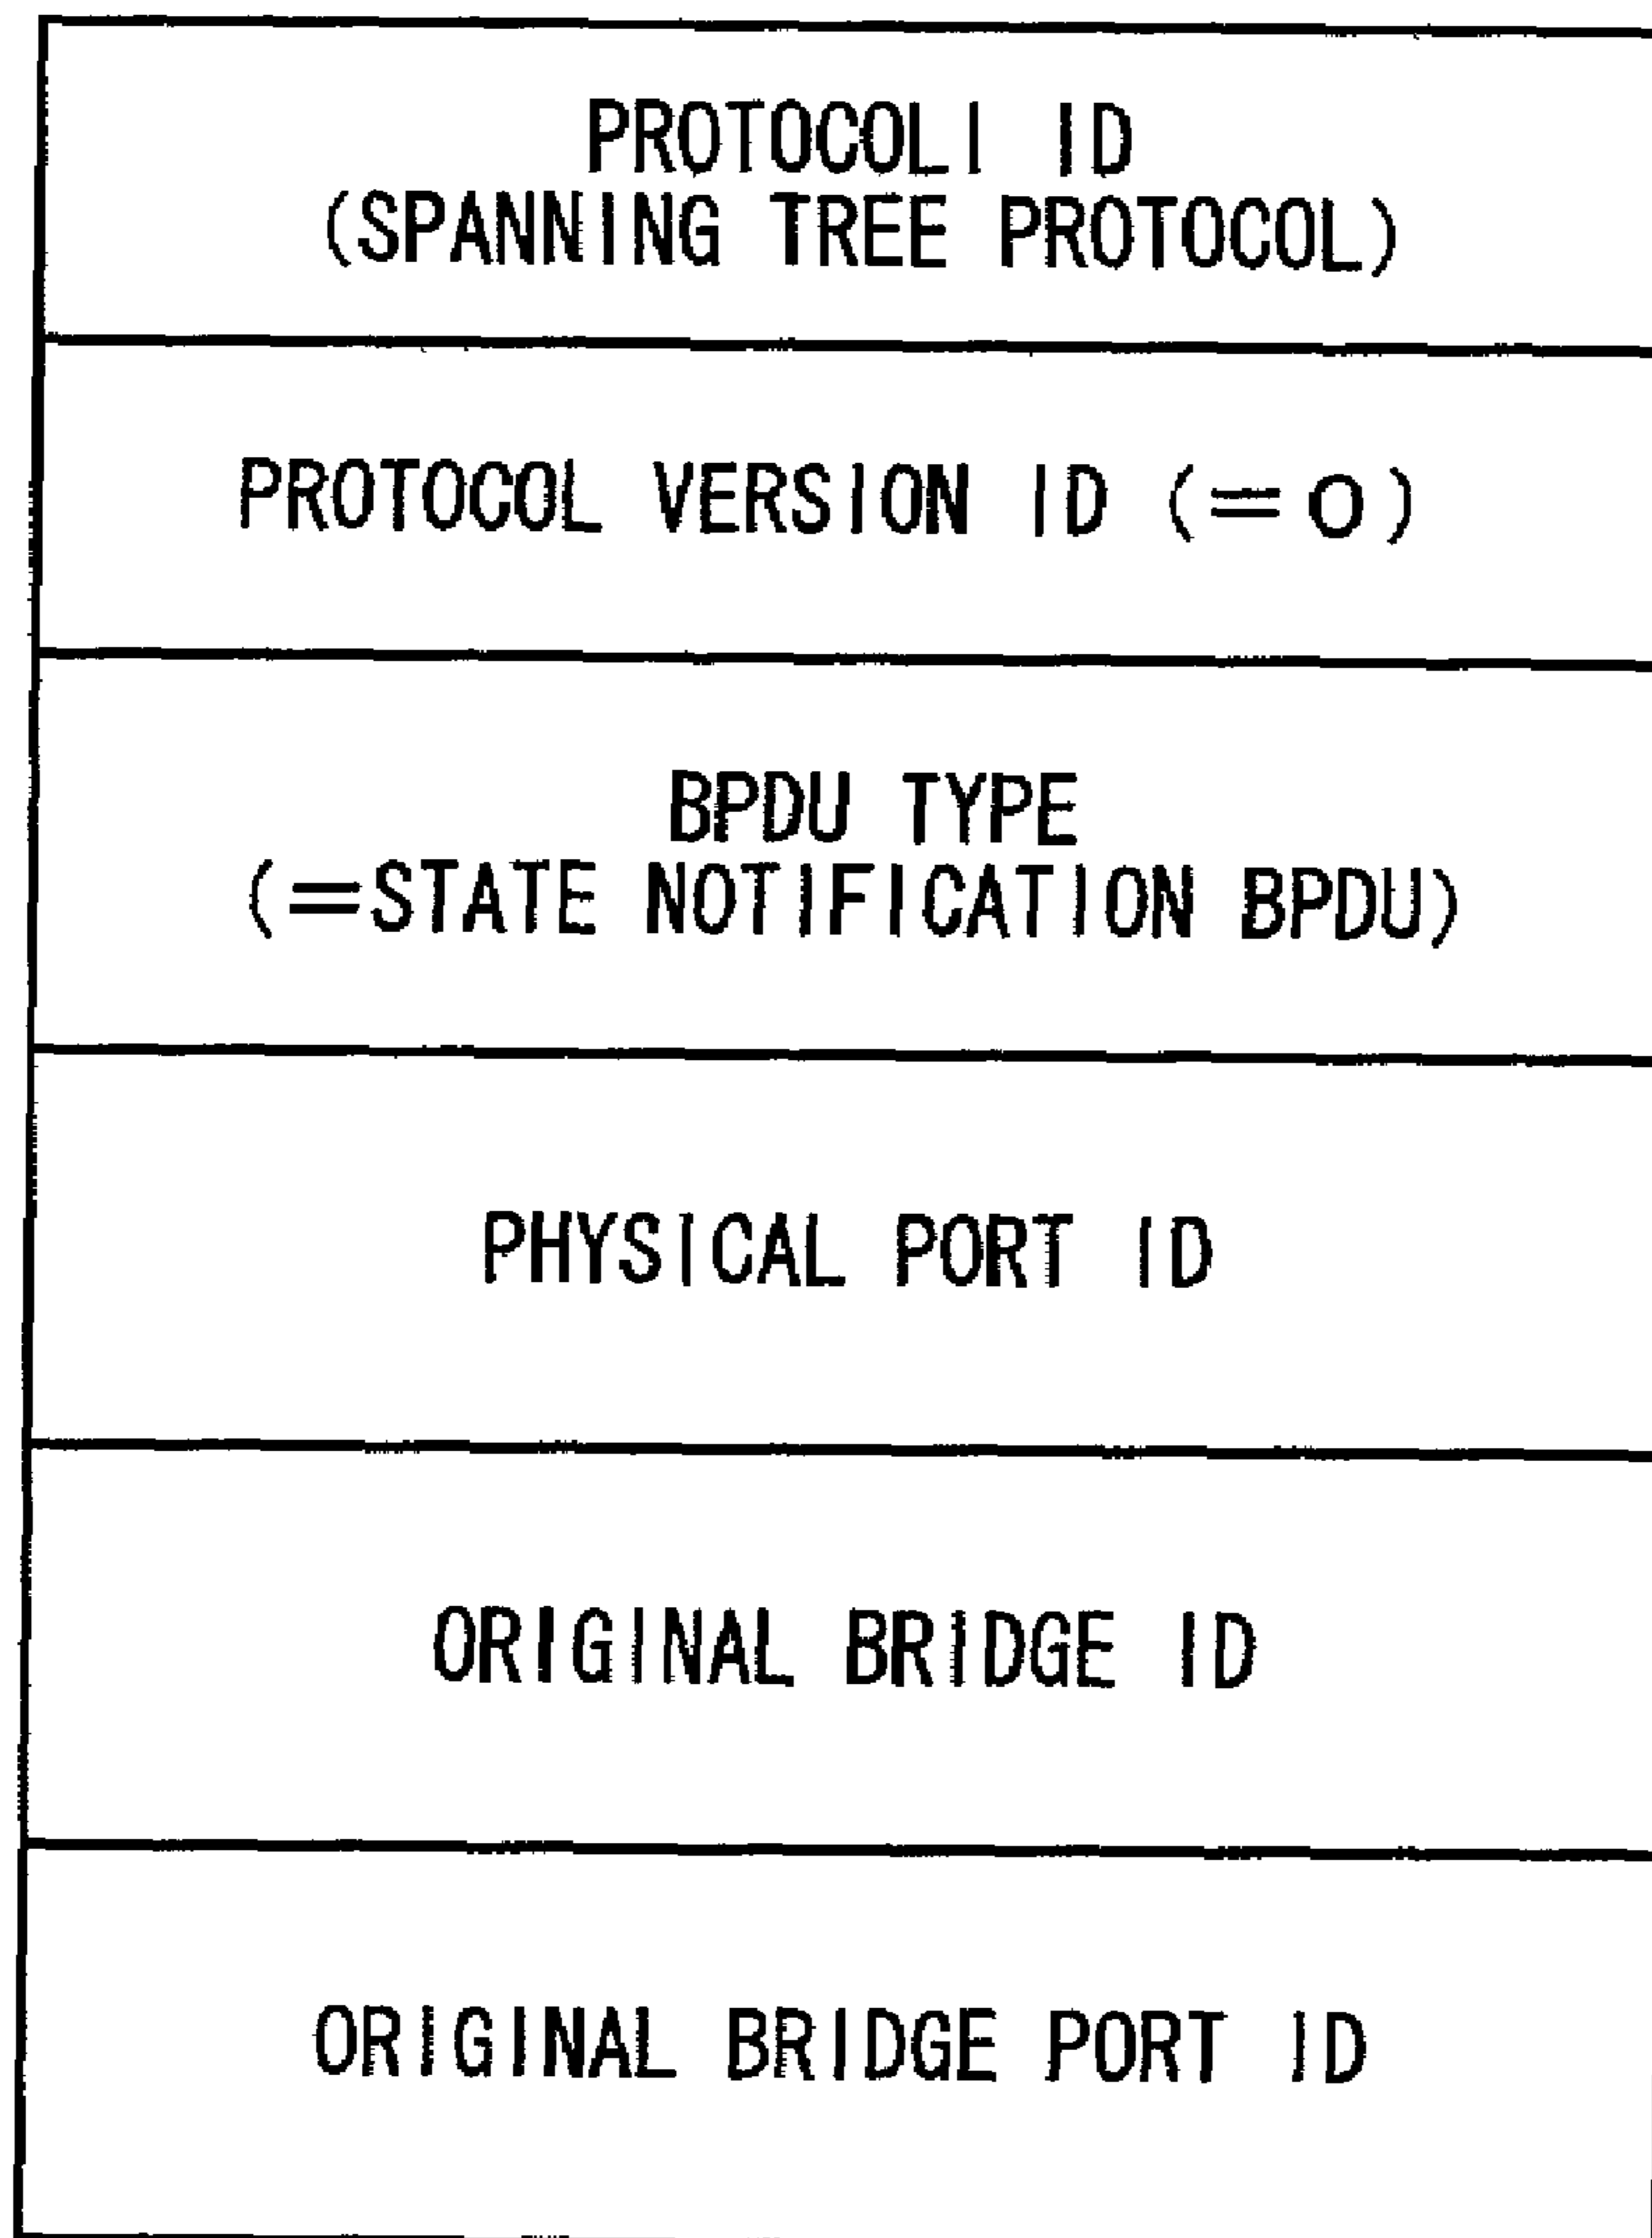 PROTOCOLI ID
(SPANNING TREE PROTOCOL)
PROTOCOL VERSION ID (=0)
BPDU TYPE
(=STATE NOTIFICATION BPDU)
PHYSICAL PORT ID
ORIGINAL BRIDGE ID
ORIGINAL BRIDGE PORT ID